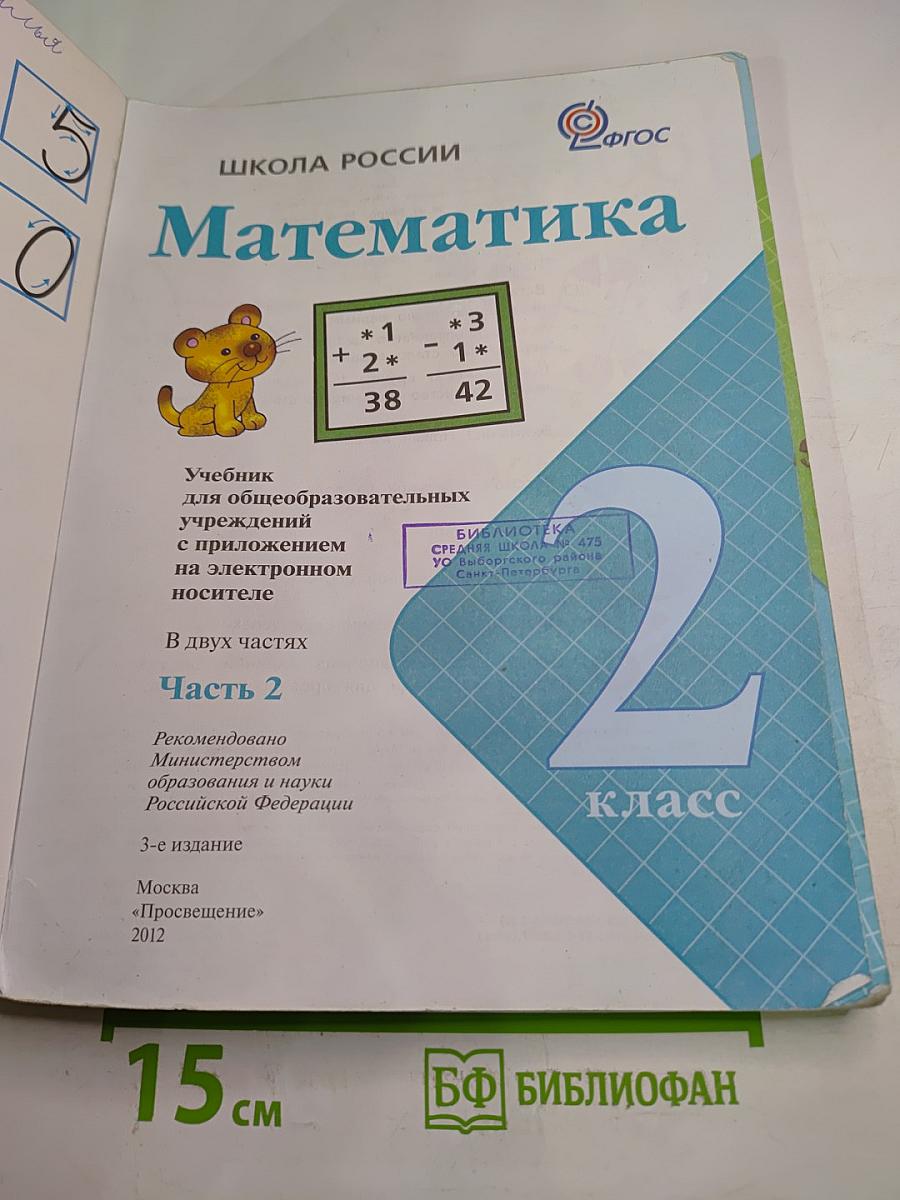 5
0
ФГОС
ШКОЛА РОССИИ
Математика
*1
+
2*
38
*3
–
1*
42
Учебник
для общеобразовательных
учреждений
с приложением
на электронном
носителе
БИБЛИОТЕКА
СРЕДНЯЯ ШКОЛА № 475
УО Выборгского района
Санкт-Петербурга
В двух частях
Часть 2
2
класс
Рекомендовано
Министерством
образования и науки
Российской Федерации
3-е издание
Москва
«Просвещение»
2012
15 см
БФ БИБЛИОФАН